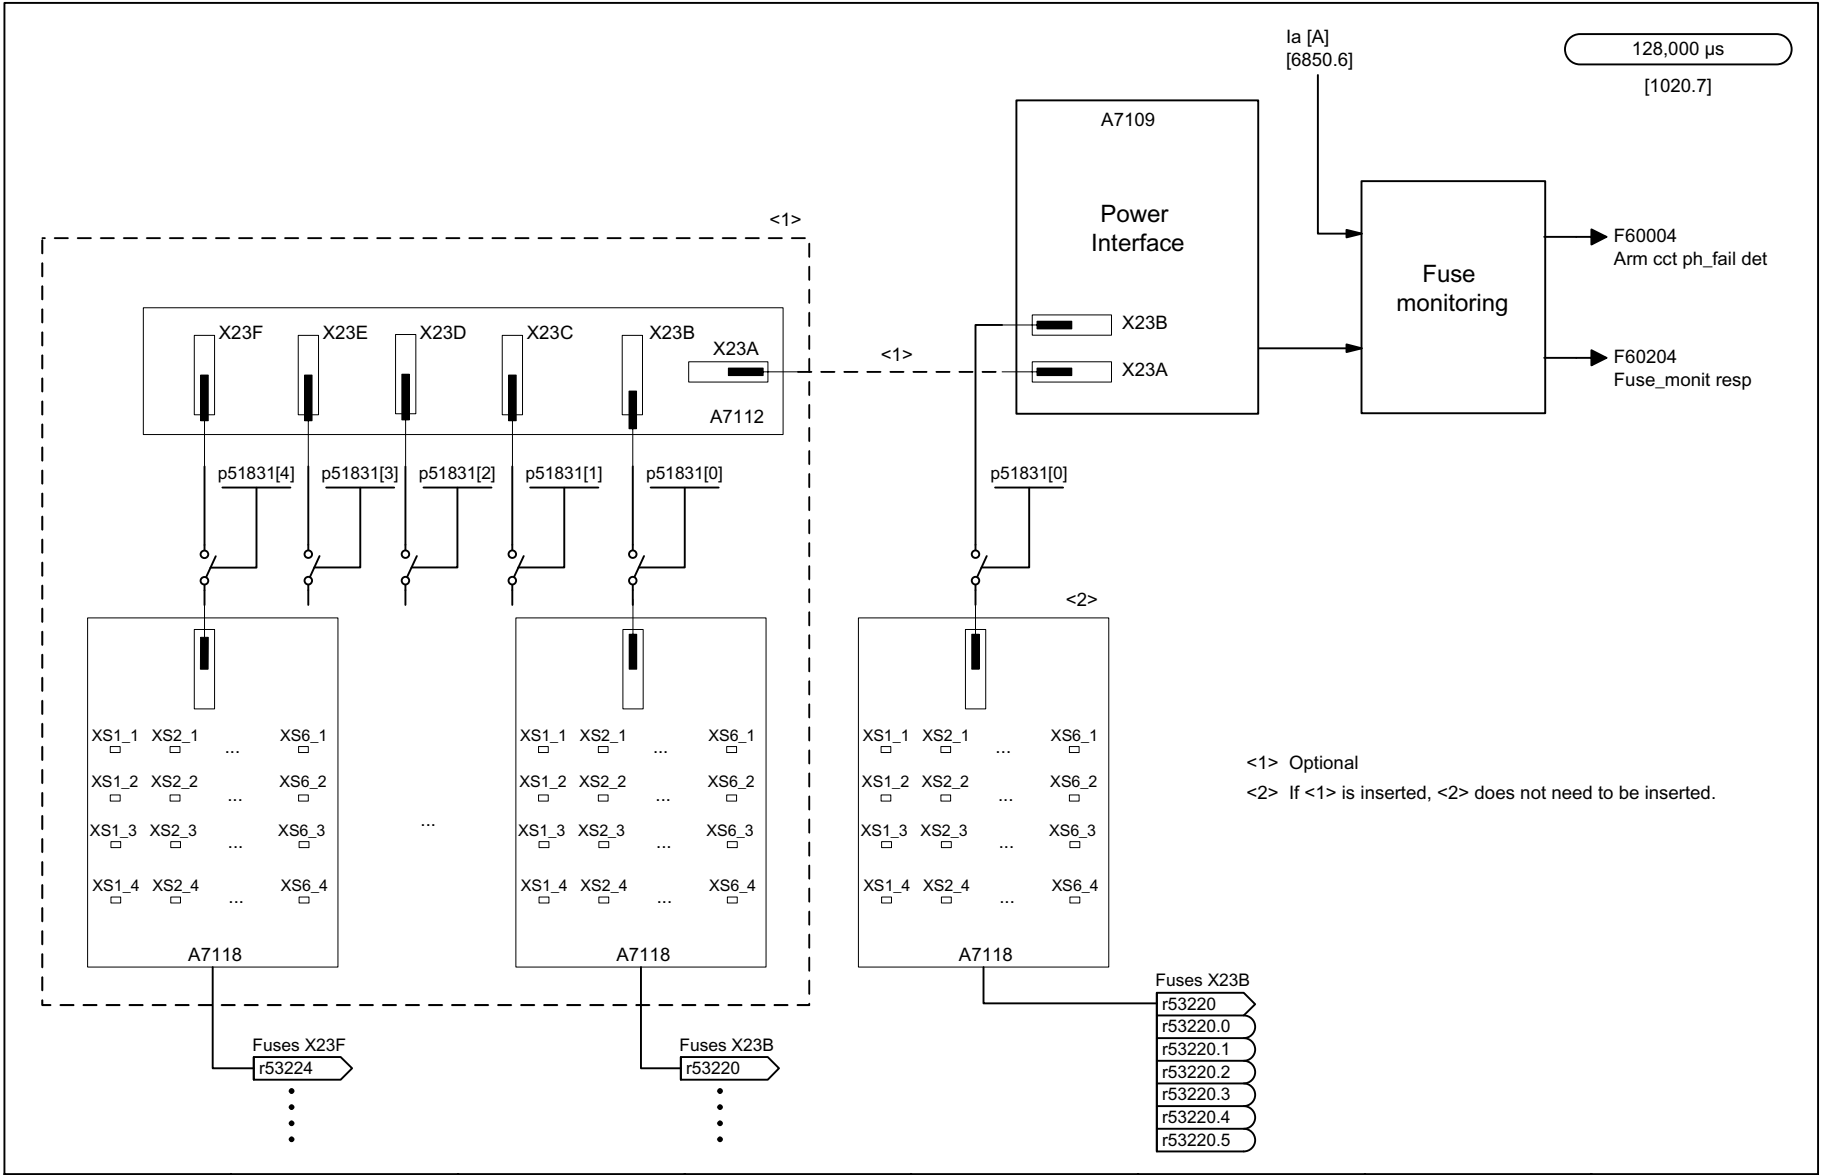 Ia [A]
[6850.6]
128,000 µs
[1020.7]
A7109
Power
Interface
X23B
X23A
Fuse
monitoring
F60004
Arm cct ph_fail det
F60204
Fuse_monit resp
<1>
<1>
X23F
X23E
X23D
X23C
X23B
X23A
A7112
p51831[4]
p51831[3]
p51831[2]
p51831[1]
p51831[0]
p51831[0]
<2>
XS1_1 XS2_1 ... XS6_1
XS1_2 XS2_2 ... XS6_2
XS1_3 XS2_3 ... XS6_3
XS1_4 XS2_4 ... XS6_4
A7118
...
XS1_1 XS2_1 ... XS6_1
XS1_2 XS2_2 ... XS6_2
XS1_3 XS2_3 ... XS6_3
XS1_4 XS2_4 ... XS6_4
A7118
XS1_1 XS2_1 ... XS6_1
XS1_2 XS2_2 ... XS6_2
XS1_3 XS2_3 ... XS6_3
XS1_4 XS2_4 ... XS6_4
A7118
<1> Optional
<2> If <1> is inserted, <2> does not need to be inserted.
Fuses X23F
r53224
Fuses X23B
r53220
Fuses X23B
r53220
r53220.0
r53220.1
r53220.2
r53220.3
r53220.4
r53220.5